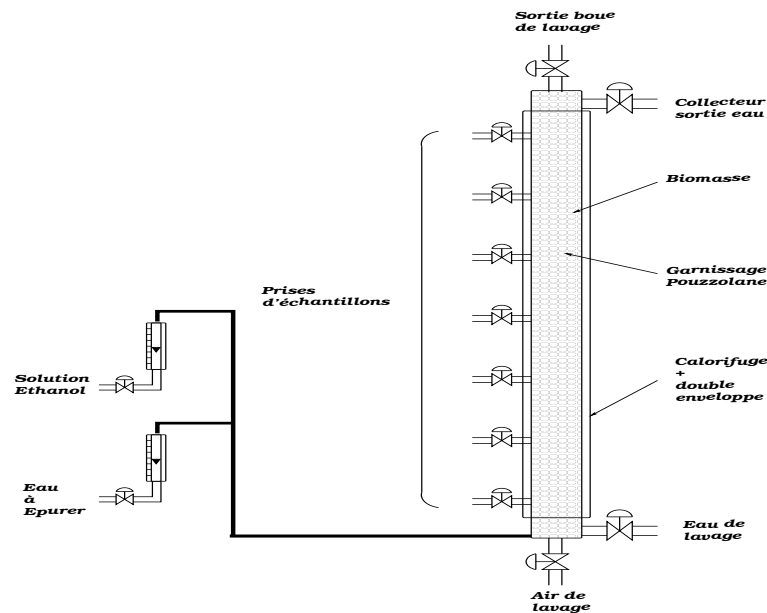 Sortie boue
de lavage
Collecteur
sortie eau
Biomasse
Garnissage
Pouzzolane
Prises
d'échantillons
Calorifuge
+
double
enveloppe
Solution
Ethanol
Eau
à
Epurer
Eau de
lavage
Air de
lavage